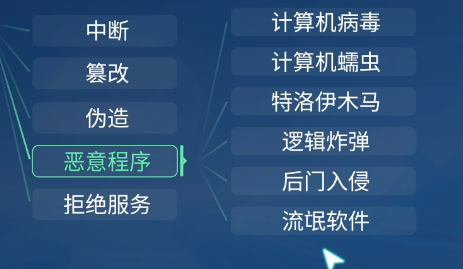 中断
篡改
伪造
恶意程序
拒绝服务
计算机病毒
计算机蠕虫
特洛伊木马
逻辑炸弹
后门入侵
流氓软件